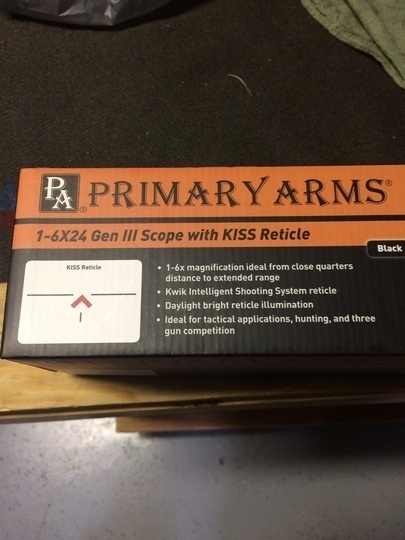 PA® PRIMARY ARMS®
1-6X24 Gen III Scope with KISS Reticle
Black
KISS Reticle
• 1-6x magnification ideal from close quarters
distance to extended range
• Kwik Intelligent Shooting System reticle
• Daylight bright reticle illumination
• Ideal for tactical applications, hunting, and three
gun competition